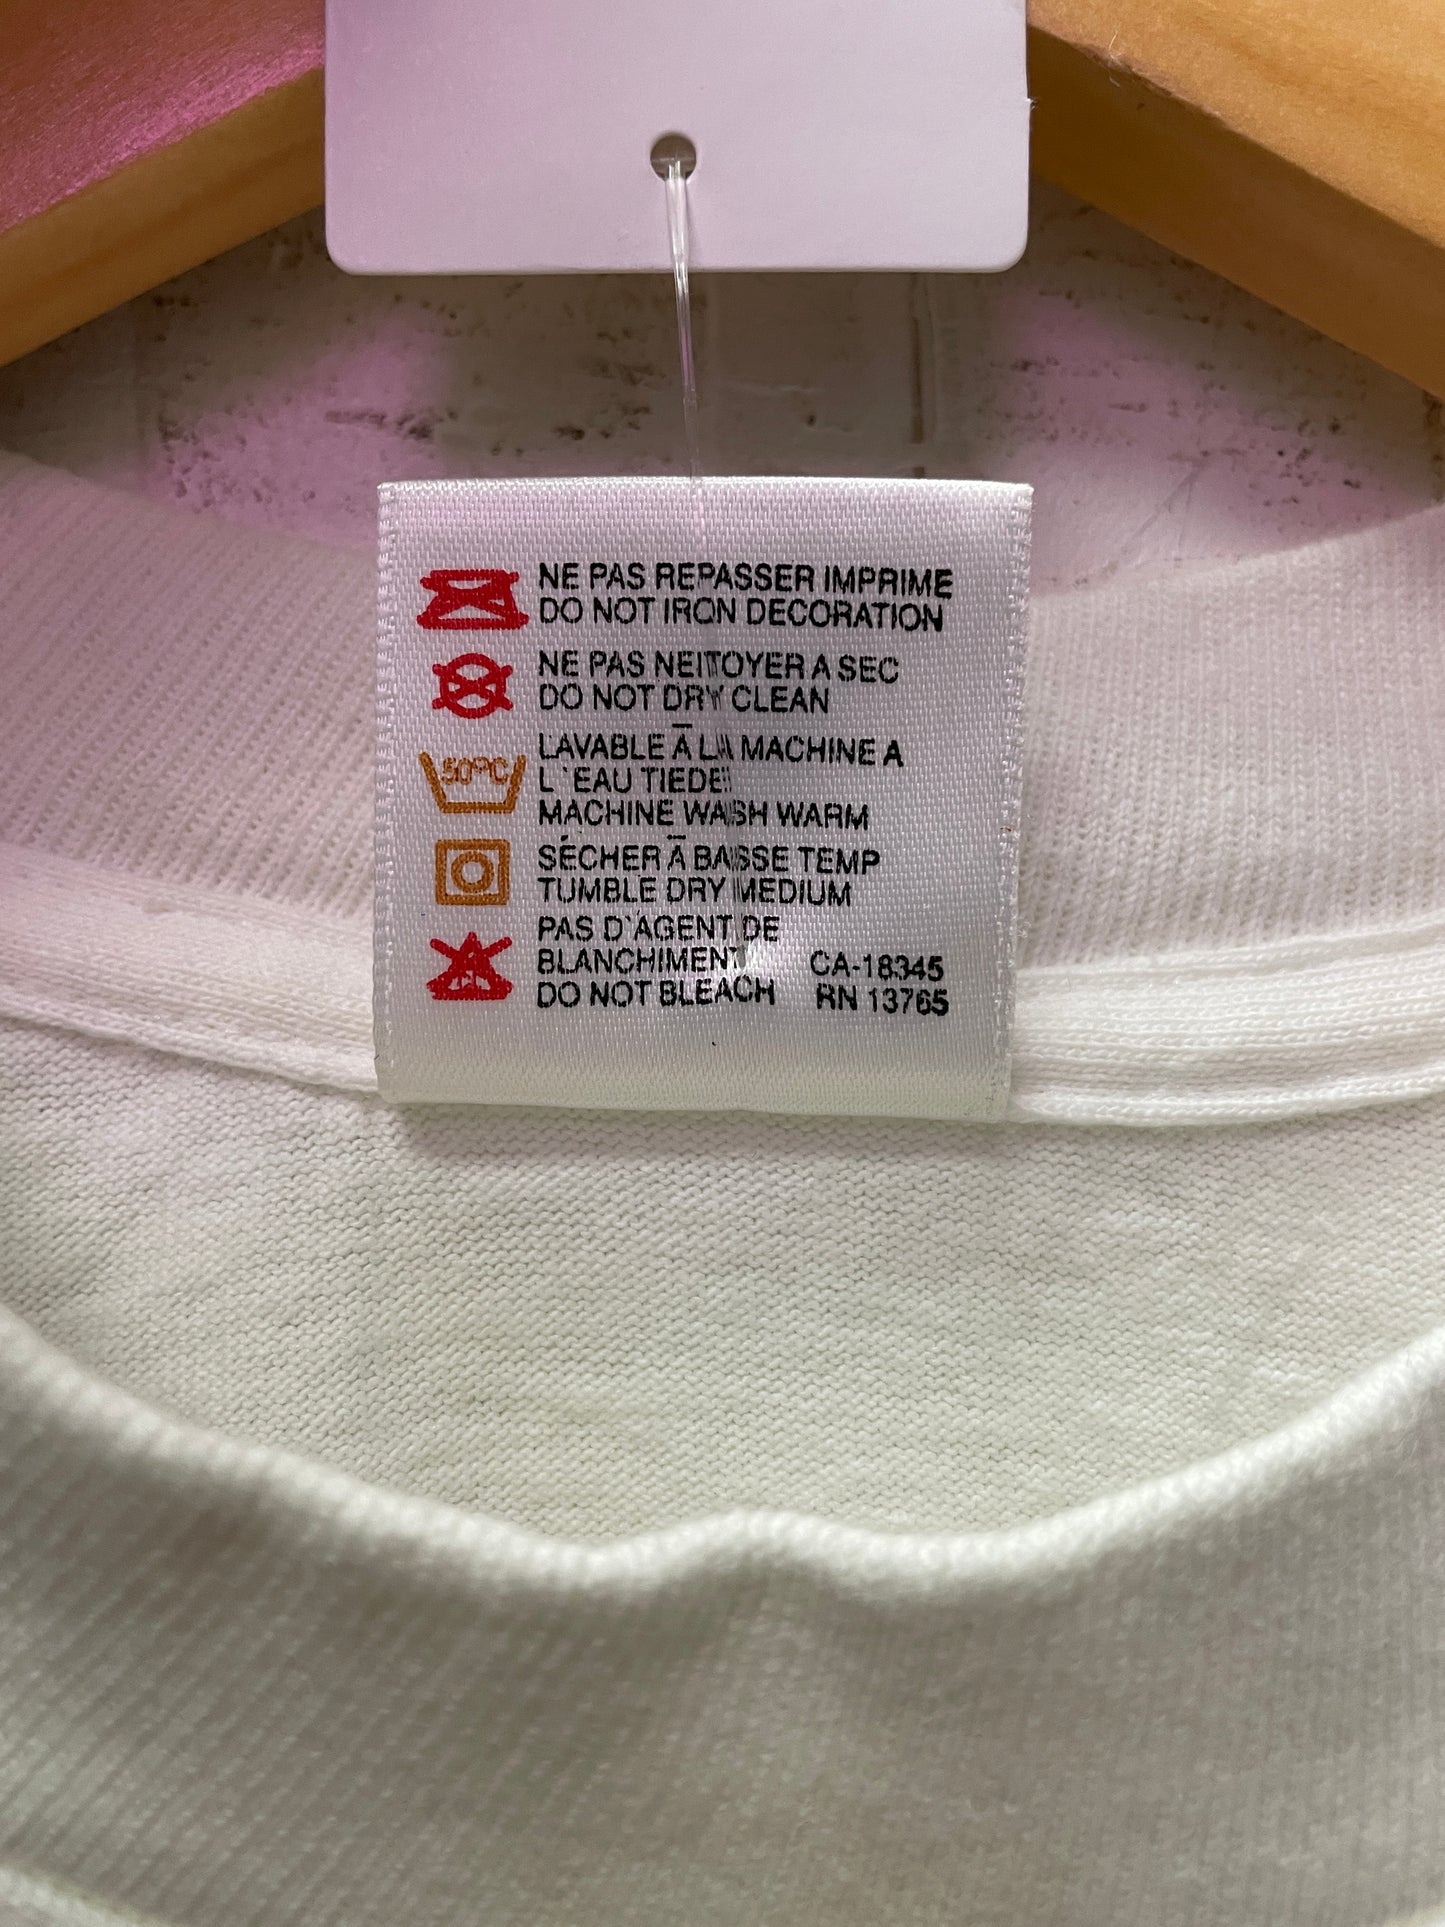 NE PAS REPASSER IMPRIME
DO NOT IRON DECORATION
NE PAS NEITOYER A SEC
DO NOT DRY CLEAN
50°C
LAVABLE Ā LA MACHINE A
L`EAU TIEDE
MACHINE WASH WARM
SÉCHER Ā BASSE TEMP
TUMBLE DRY MEDIUM
PAS D`AGENT DE
BLANCHIMENT
DO NOT BLEACH
CA-18345
RN 13765